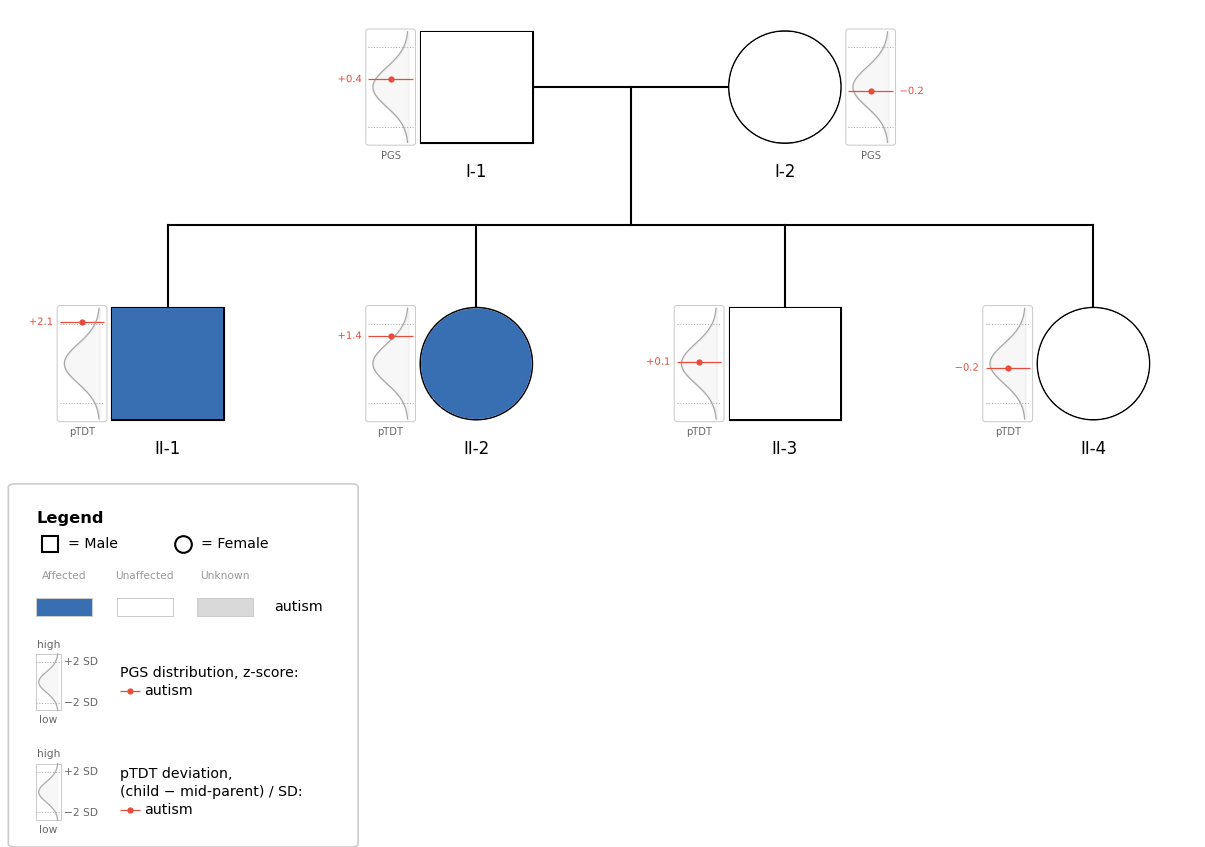 +0.4
−0.2
PGS
PGS
I-1
I-2
+2.1
+1.4
+0.1
−0.2
pTDT
pTDT
pTDT
pTDT
II-1
II-2
II-3
II-4
Legend
= Male
= Female
Affected
Unaffected
Unknown
autism
high
+2 SD
−2 SD
low
PGS distribution, z-score:
autism
high
+2 SD
−2 SD
low
pTDT deviation,
(child − mid-parent) / SD:
autism